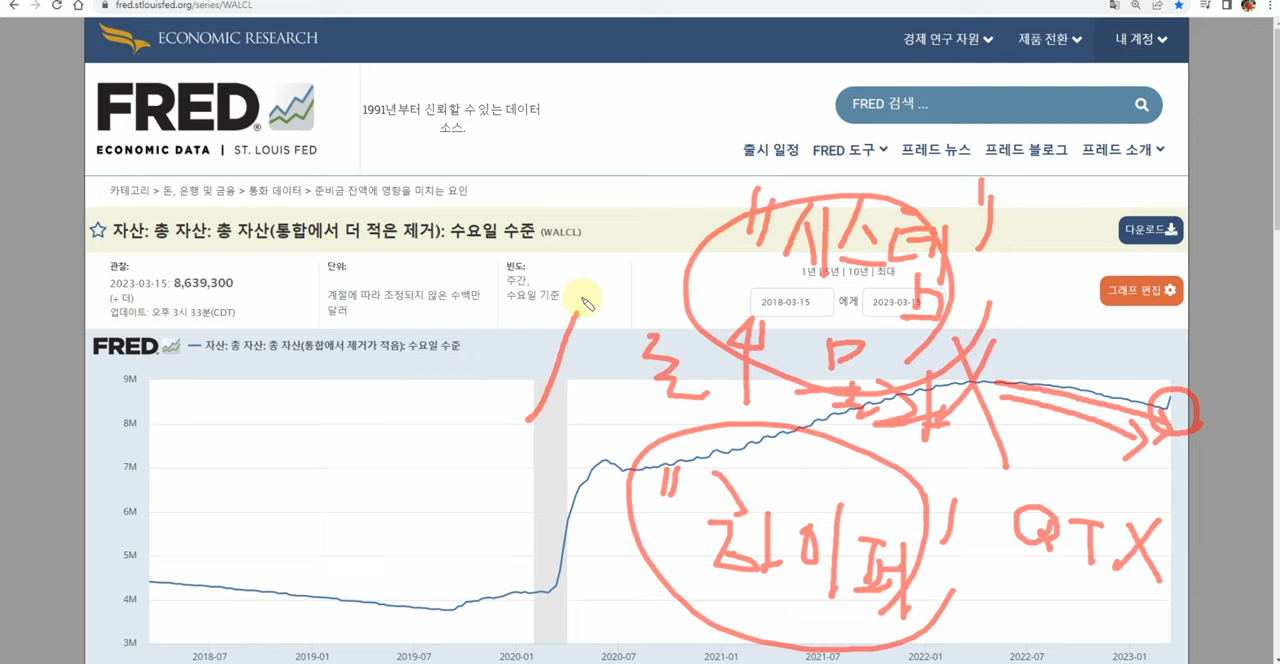 fred.stlouisfed.org/series/WALCL
ECONOMIC RESEARCH
경제 연구 자원 제품 전환 내 계정
FRED
ECONOMIC DATA | ST. LOUIS FED
1991년부터 신뢰할 수 있는 데이터
소스.
FRED 검색 ...
출시 일정 FRED 도구 프레드 뉴스 프레드 블로그 프레드 소개
카테고리 > 돈, 은행 및 금융 > 통화 데이터 > 준비금 잔액에 영향을 미치는 요인
자산: 총 자산: 총 자산(통합에서 더 적은 제거): 수요일 수준 (WALCL)
다운로드
관찰:
2023-03-15: 8,639,300
(+ 더)
업데이트: 오후 3시 33분(CDT)
단위:
계절에 따라 조정되지 않은 수백만
달러
빈도:
주간,
수요일 기준
1년 | 5년 | 10년 | 최대
2018-03-15 에게 2023-03-15
그래프 편집
"시스템
FRED 자산: 총 자산: 총 자산(통합에서 제거가 적음): 수요일 수준
9M
8M
7M
6M
5M
4M
3M
QT X
2018-07 2019-01 2019-07 2020-01 2020-07 2021-01 2021-07 2022-01 2022-07 2023-01